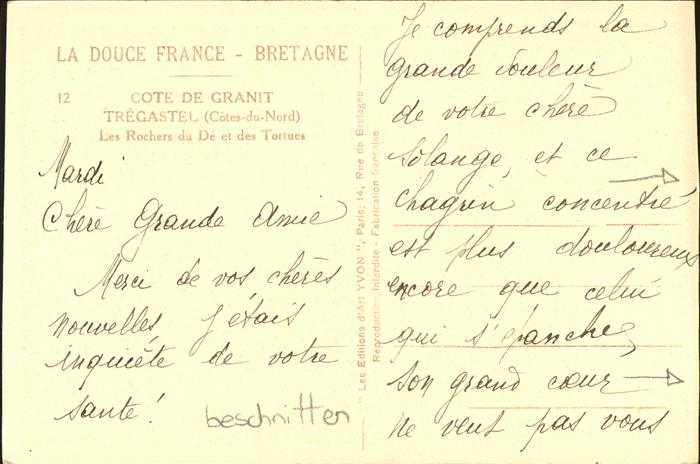 LA DOUCE FRANCE - BRETAGNE
12
COTE DE GRANIT
TRÉGASTEL (Côtes-du-Nord)
Les Rochers du Dé et des Tortues
Mardi
Chère Grande Amie
Merci de vos chères
nouvelles j'étais
inquiète de votre
santé!
beschnitten
" Les Editions d'Art YVON ", Paris; 14, Rue de Bretagne
Reproduction Interdite - Fabrication française
Je comprends la
grande douleur
de votre chère
Solange, et ce
chagrin concentré
est plus douloureux
encore que celui
qui s'épanche,
son grand cœur
ne veut pas vous